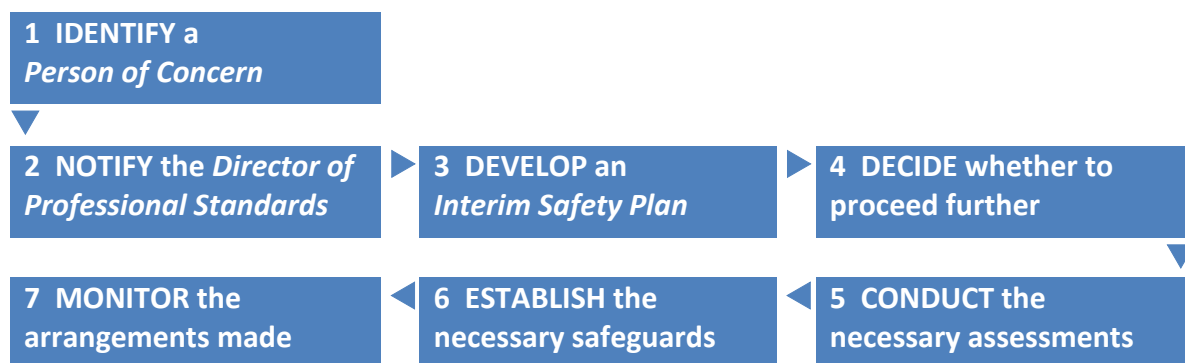 1 IDENTIFY a
Person of Concern
2 NOTIFY the Director of
Professional Standards
3 DEVELOP an
Interim Safety Plan
4 DECIDE whether to
proceed further
5 CONDUCT the
necessary assessments
6 ESTABLISH the
necessary safeguards
7 MONITOR the
arrangements made